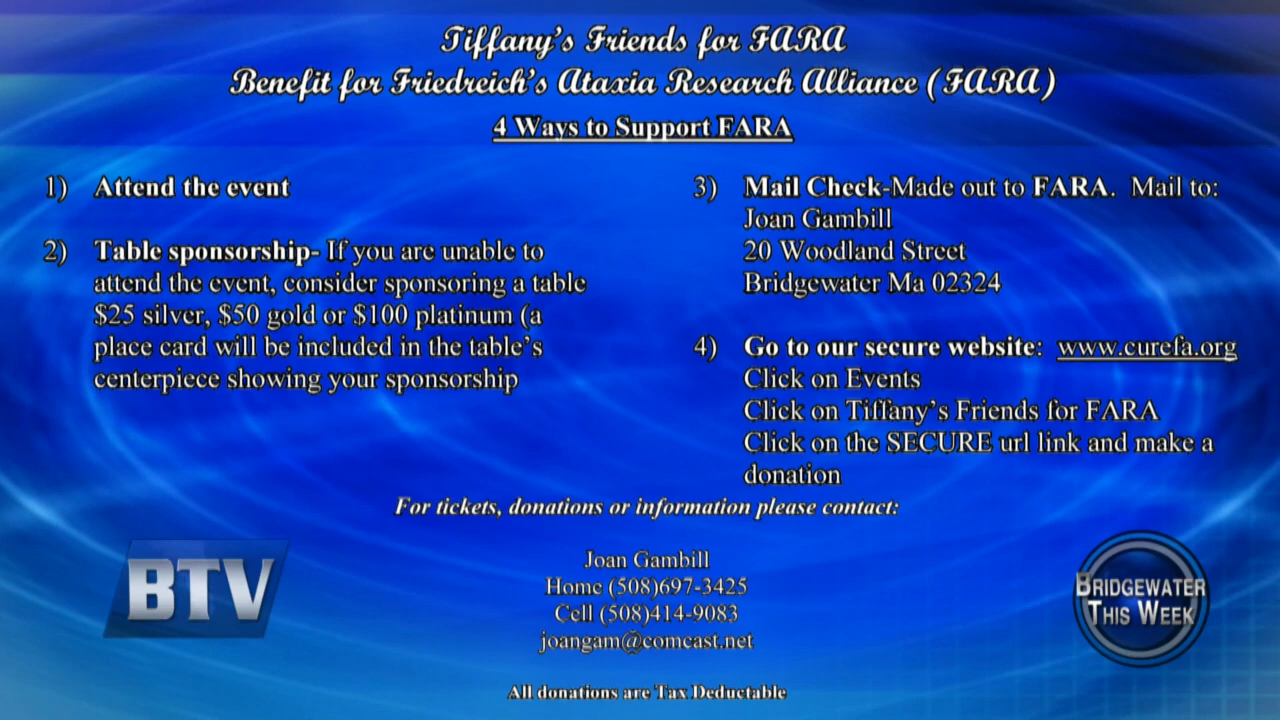 Tiffany's Friends for FARA
Benefit for Friedreich's Ataxia Research Alliance (FARA)
4 Ways to Support FARA
1) Attend the event
2) Table sponsorship- If you are unable to
attend the event, consider sponsoring a table
$25 silver, $50 gold or $100 platinum (a
place card will be included in the table's
centerpiece showing your sponsorship
3) Mail Check-Made out to FARA. Mail to:
Joan Gambill
20 Woodland Street
Bridgewater Ma 02324
4) Go to our secure website: www.curefa.org
Click on Events
Click on Tiffany's Friends for FARA
Click on the SECURE url link and make a
donation
For tickets, donations or information please contact:
Joan Gambill
Home (508)697-3425
Cell (508)414-9083
joangam@comcast.net
All donations are Tax Deductable
BTV
BRIDGEWATER
THIS WEEK